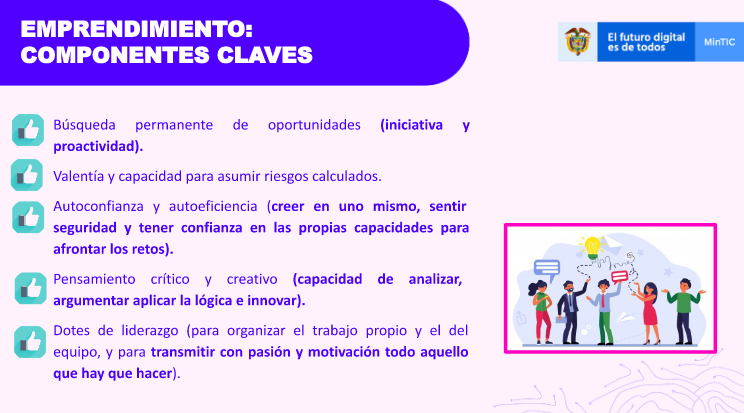 EMPRENDIMIENTO:
COMPONENTES CLAVES
El futuro digital
es de todos
MinTIC
Búsqueda permanente de oportunidades (iniciativa y
proactividad).
Valentía y capacidad para asumir riesgos calculados.
Autoconfianza y autoeficiencia (creer en uno mismo, sentir
seguridad y tener confianza en las propias capacidades para
afrontar los retos).
Pensamiento crítico y creativo (capacidad de analizar,
argumentar aplicar la lógica e innovar).
Dotes de liderazgo (para organizar el trabajo propio y el del
equipo, y para transmitir con pasión y motivación todo aquello
que hay que hacer).